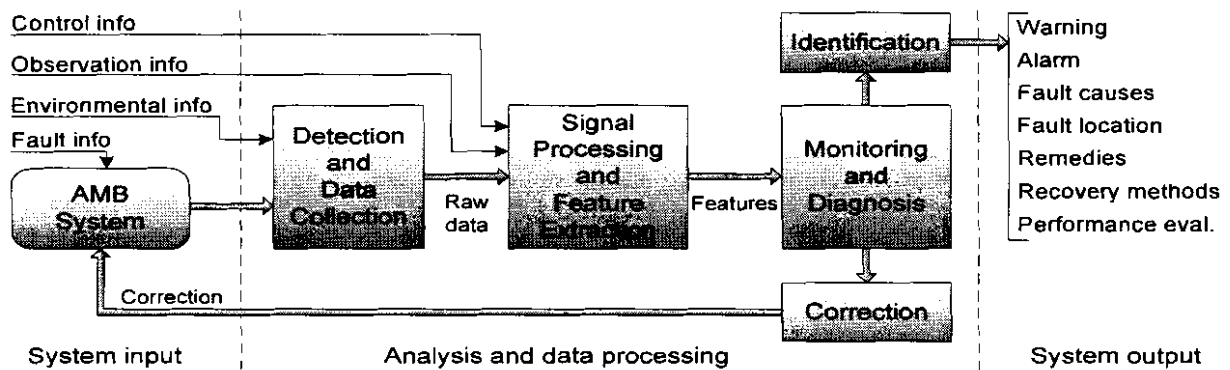 Control info
Observation info
Environmental info
Fault info
AMB
System
Detection
and
Data
Collection
Raw
data
Signal
Processing
and
Feature
Extraction
Features
Identification
Monitoring
and
Diagnosis
Correction
Correction
Warning
Alarm
Fault causes
Fault location
Remedies
Recovery methods
Performance eval.
System input
Analysis and data processing
System output